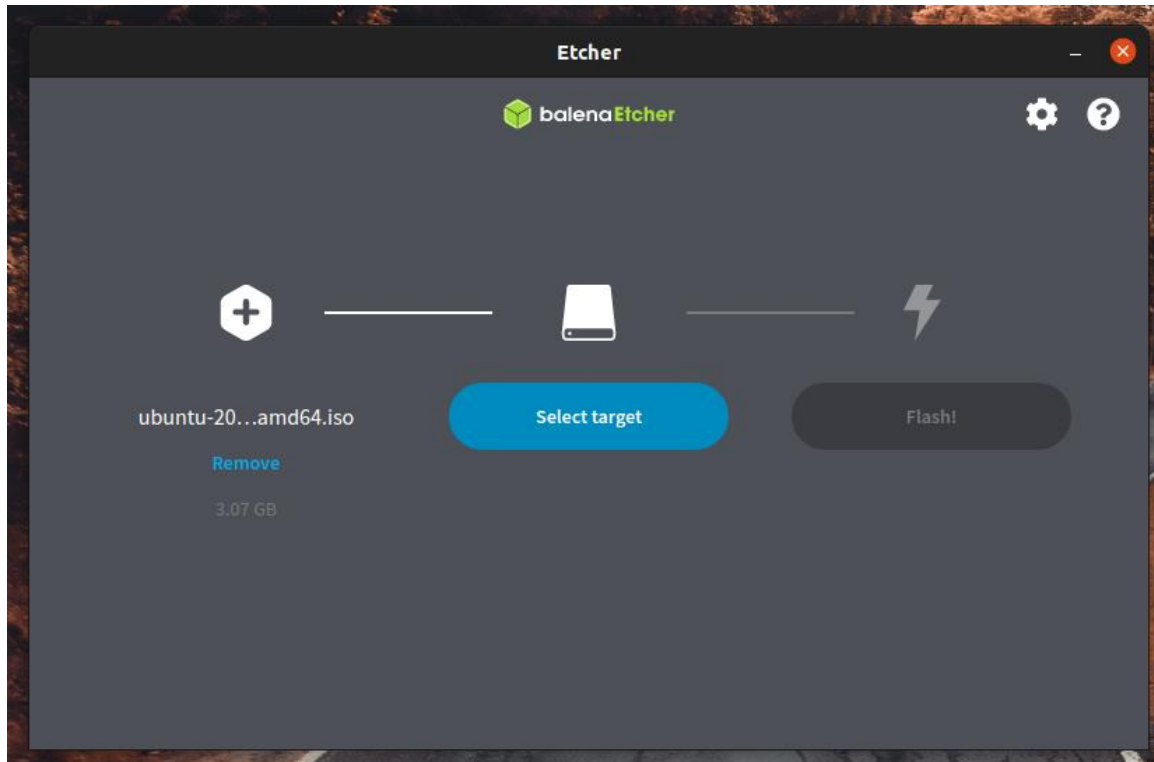 Etcher
balenaEtcher
ubuntu-20...amd64.iso
Select target
Flash!
Remove
3.07 GB